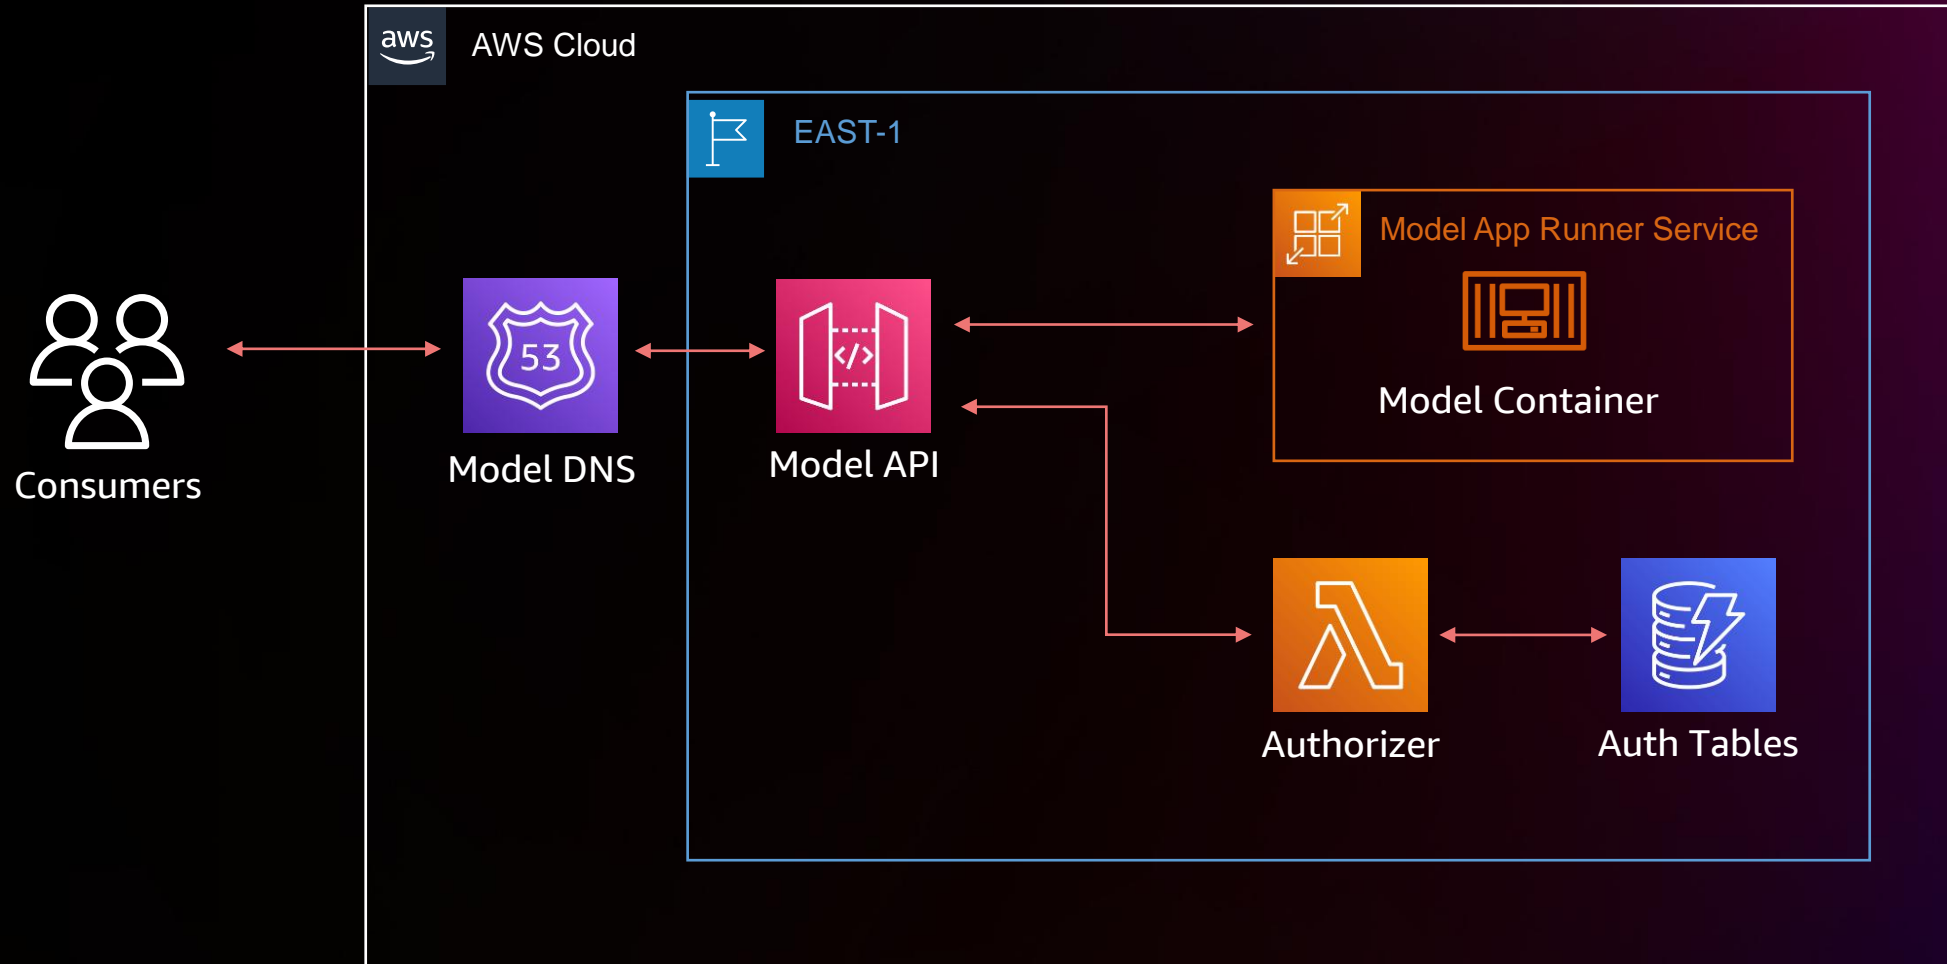 aws
AWS Cloud
EAST-1
Model App Runner Service
Model Container
53
Model DNS
</>
Model API
Consumers
Authorizer
Auth Tables